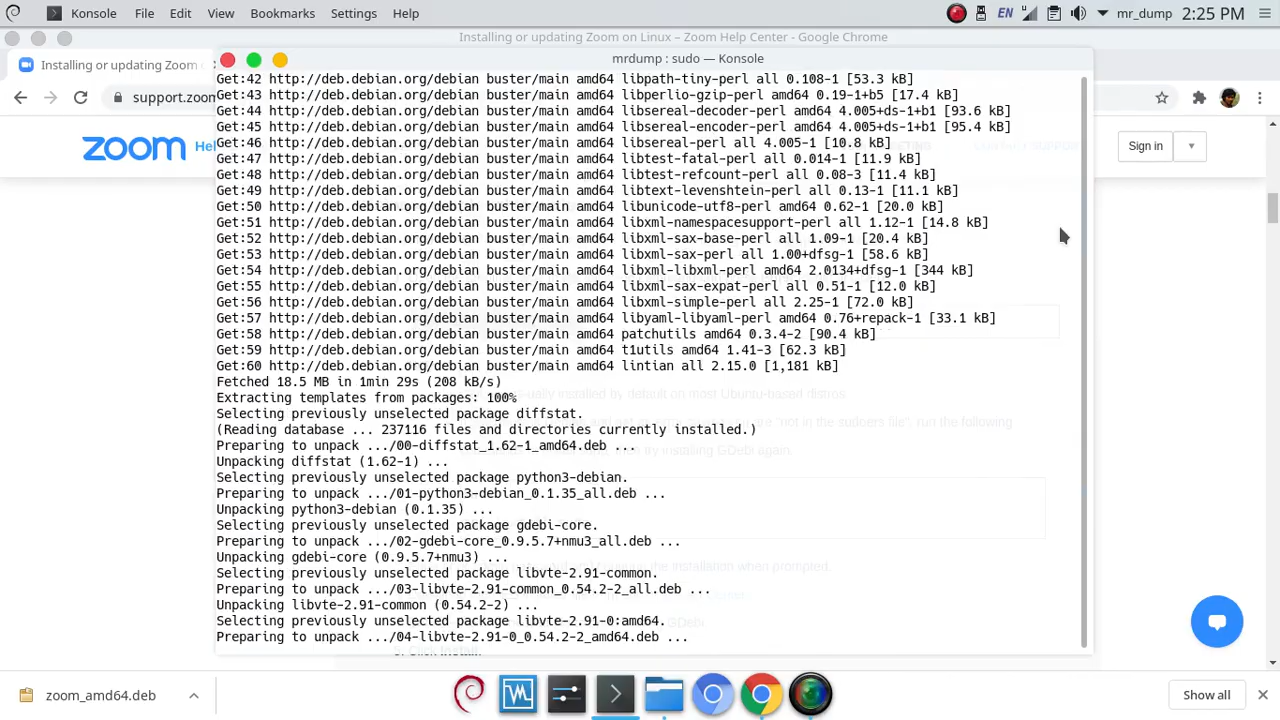 Konsole File Edit View Bookmarks Settings Help EN mr_dump 2:25 PM
Installing or updating Zoom on Linux – Zoom Help Center - Google Chrome
Installing or updating Zoom
mrdump : sudo — Konsole
support.zoom
zoom Hel
Sign in
Get:42 http://deb.debian.org/debian buster/main amd64 libpath-tiny-perl all 0.108-1 [53.3 kB]
Get:43 http://deb.debian.org/debian buster/main amd64 libperlio-gzip-perl amd64 0.19-1+b5 [17.4 kB]
Get:44 http://deb.debian.org/debian buster/main amd64 libsereal-decoder-perl amd64 4.005+ds-1+b1 [93.6 kB]
Get:45 http://deb.debian.org/debian buster/main amd64 libsereal-encoder-perl amd64 4.005+ds-1+b1 [95.4 kB]
Get:46 http://deb.debian.org/debian buster/main amd64 libsereal-perl all 4.005-1 [10.8 kB]
Get:47 http://deb.debian.org/debian buster/main amd64 libtest-fatal-perl all 0.014-1 [11.9 kB]
Get:48 http://deb.debian.org/debian buster/main amd64 libtest-refcount-perl all 0.08-3 [11.4 kB]
Get:49 http://deb.debian.org/debian buster/main amd64 libtext-levenshtein-perl all 0.13-1 [11.1 kB]
Get:50 http://deb.debian.org/debian buster/main amd64 libunicode-utf8-perl amd64 0.62-1 [20.0 kB]
Get:51 http://deb.debian.org/debian buster/main amd64 libxml-namespacesupport-perl all 1.12-1 [14.8 kB]
Get:52 http://deb.debian.org/debian buster/main amd64 libxml-sax-base-perl all 1.09-1 [20.4 kB]
Get:53 http://deb.debian.org/debian buster/main amd64 libxml-sax-perl all 1.00+dfsg-1 [58.6 kB]
Get:54 http://deb.debian.org/debian buster/main amd64 libxml-libxml-perl amd64 2.0134+dfsg-1 [344 kB]
Get:55 http://deb.debian.org/debian buster/main amd64 libxml-sax-expat-perl all 0.51-1 [12.0 kB]
Get:56 http://deb.debian.org/debian buster/main amd64 libxml-simple-perl all 2.25-1 [72.0 kB]
Get:57 http://deb.debian.org/debian buster/main amd64 libyaml-libyaml-perl amd64 0.76+repack-1 [33.1 kB]
Get:58 http://deb.debian.org/debian buster/main amd64 patchutils amd64 0.3.4-2 [90.4 kB]
Get:59 http://deb.debian.org/debian buster/main amd64 t1utils amd64 1.41-3 [62.3 kB]
Get:60 http://deb.debian.org/debian buster/main amd64 lintian all 2.15.0 [1,181 kB]
Fetched 18.5 MB in 1min 29s (208 kB/s)
Extracting templates from packages: 100%
Selecting previously unselected package diffstat.
(Reading database ... 237116 files and directories currently installed.)
Preparing to unpack .../00-diffstat_1.62-1_amd64.deb ...
Unpacking diffstat (1.62-1) ...
Selecting previously unselected package python3-debian.
Preparing to unpack .../01-python3-debian_0.1.35_all.deb ...
Unpacking python3-debian (0.1.35) ...
Selecting previously unselected package gdebi-core.
Preparing to unpack .../02-gdebi-core_0.9.5.7+nmu3_all.deb ...
Unpacking gdebi-core (0.9.5.7+nmu3) ...
Selecting previously unselected package libvte-2.91-common.
Preparing to unpack .../03-libvte-2.91-common_0.54.2-2_all.deb ...
Unpacking libvte-2.91-common (0.54.2-2) ...
Selecting previously unselected package libvte-2.91-0:amd64.
Preparing to unpack .../04-libvte-2.91-0_0.54.2-2_amd64.deb ...
5. Click Install.
zoom_amd64.deb
Show all